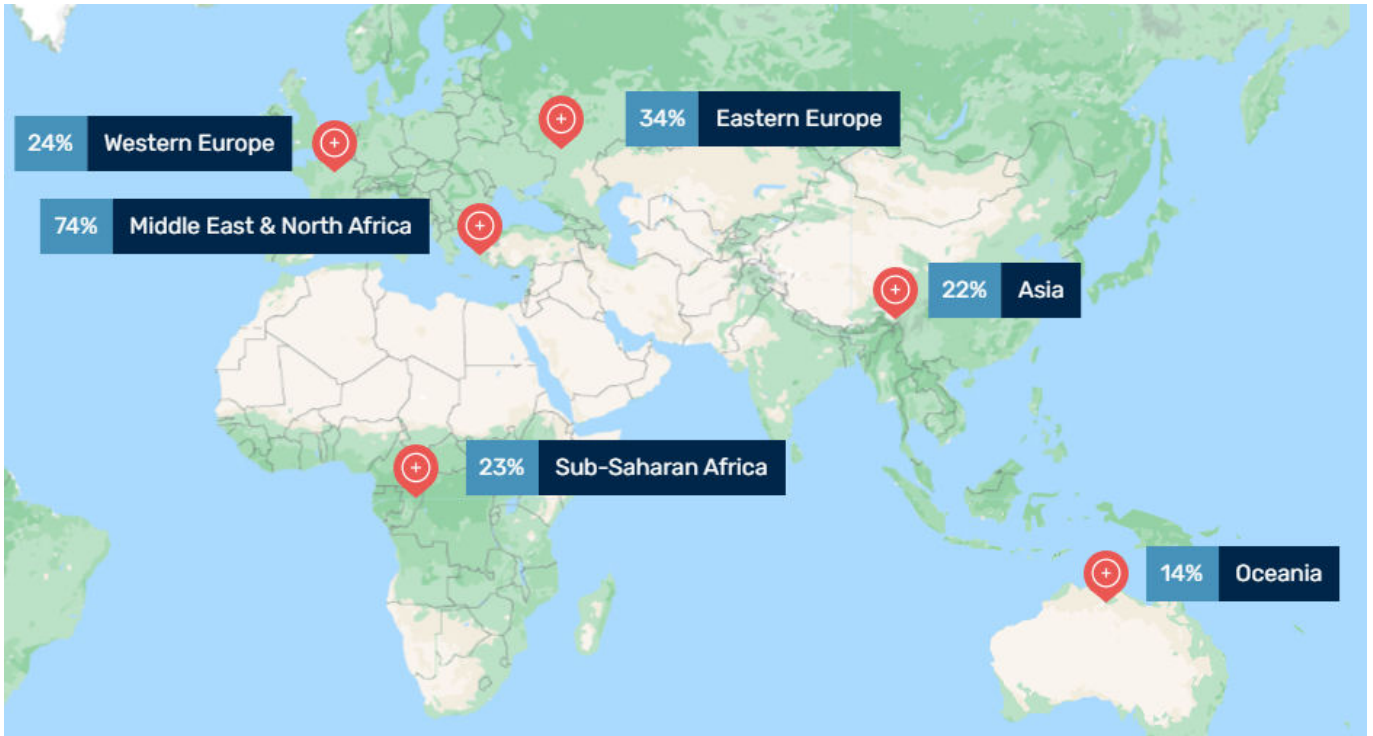 34% Eastern Europe
24% Western Europe
74% Middle East & North Africa
22% Asia
23% Sub-Saharan Africa
14% Oceania